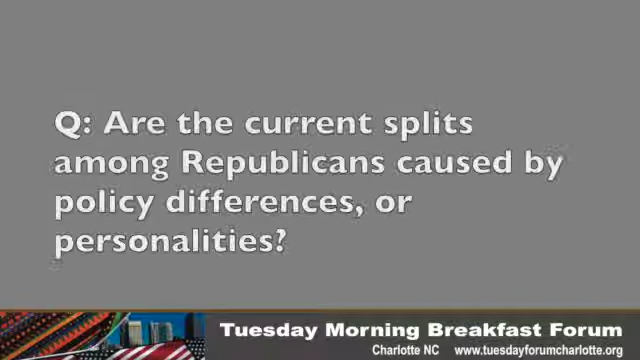 Q: Are the current splits
among Republicans caused by
policy differences, or
personalities?
Tuesday Morning Breakfast Forum
Charlotte NC www.tuesdayforumcharlotte.org